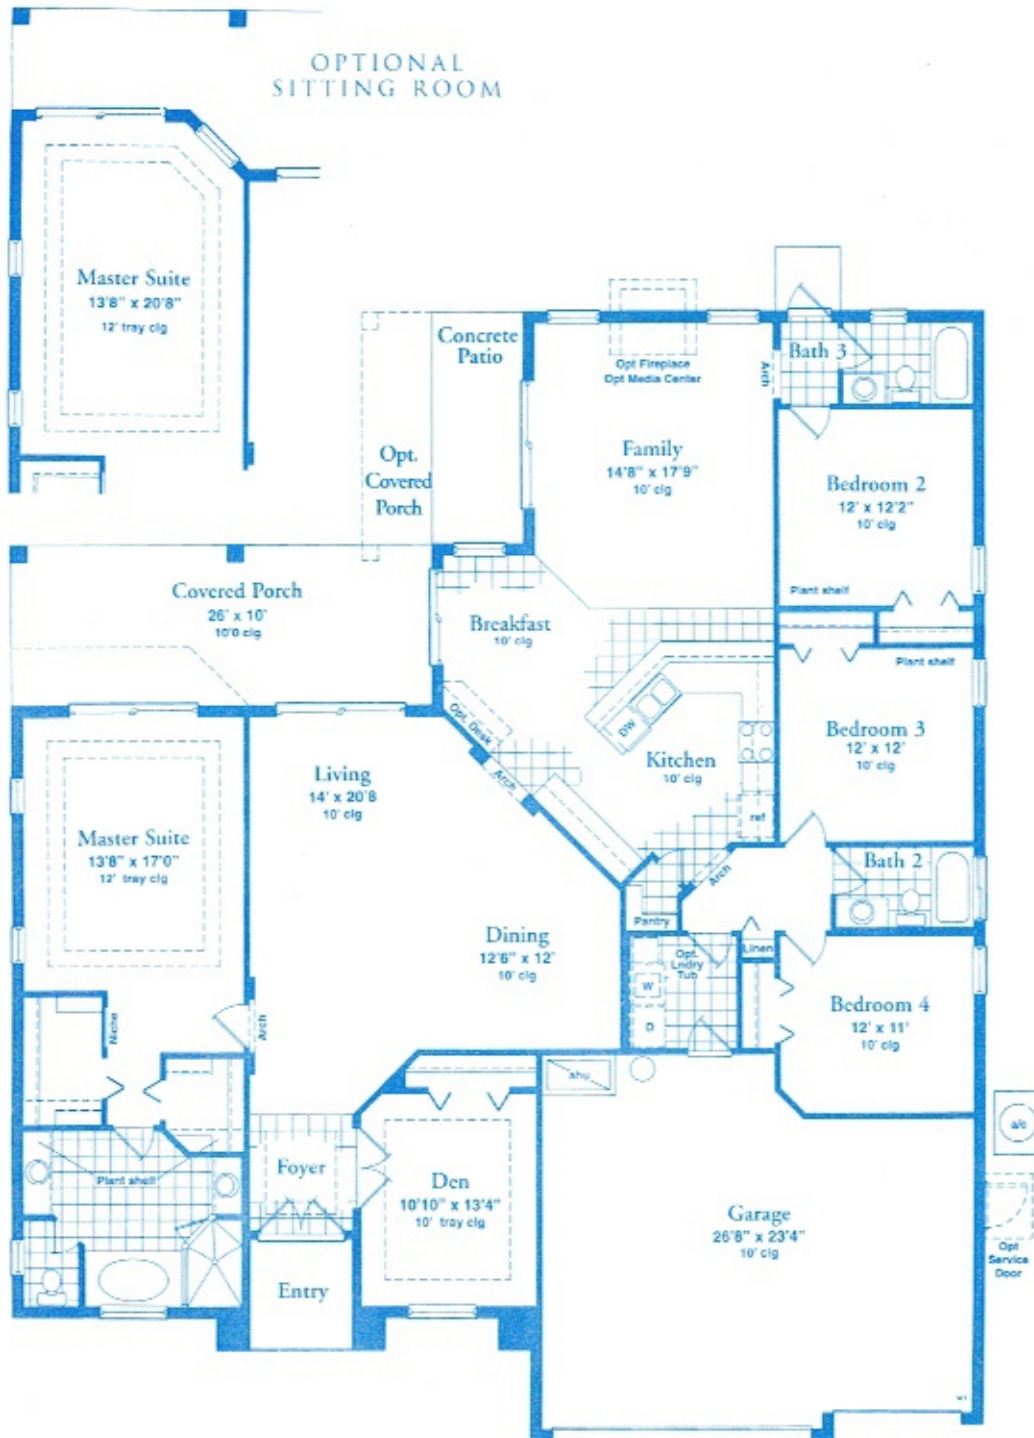 OPTIONAL
SITTING ROOM
Master Suite
13'8" x 20'8"
12' tray clg
Concrete
Patio
Opt Fireplace
Opt Media Center
Arch
Bath 3
Opt.
Covered
Porch
Family
14'8" x 17'9"
10' clg
Bedroom 2
12' x 12'2"
10' clg
Plant shelf
Covered Porch
26' x 10'
10'0 clg
Breakfast
10' clg
Plant shelf
Opt. Desk
DW
Arch
Kitchen
10' clg
ref
Bedroom 3
12' x 12'
10' clg
Living
14' x 20'8
10' clg
Master Suite
13'8" x 17'0"
12' tray clg
Arch
Bath 2
Pantry
Dining
12'6" x 12'
10' clg
Opt.
Lndry
Tub
Linen
W
D
Bedroom 4
12' x 11'
10' clg
Niche
Arch
ahu
a/c
Plant shelf
Foyer
Den
10'10" x 13'4"
10' tray clg
Garage
26'8" x 23'4"
10' clg
Opt
Service
Door
Entry